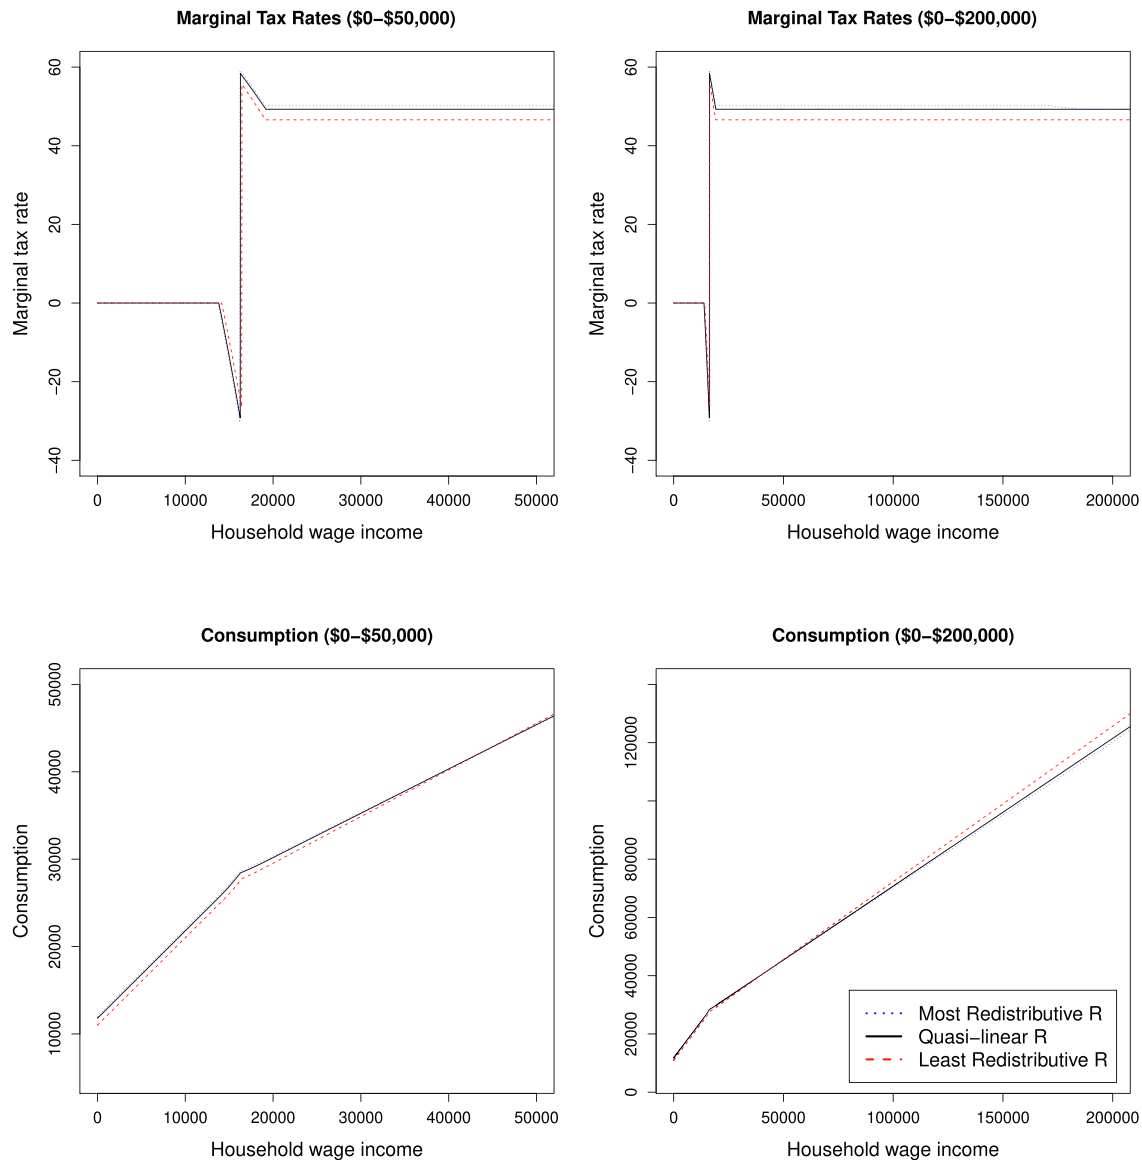 Marginal Tax Rates ($0−$50,000)
Marginal tax rate
60
40
20
0
−20
−40
0 10000 20000 30000 40000 50000
Household wage income
Marginal Tax Rates ($0−$200,000)
Marginal tax rate
60
40
20
0
−20
−40
0 50000 100000 150000 200000
Household wage income
Consumption ($0−$50,000)
Consumption
50000
40000
30000
20000
10000
0 10000 20000 30000 40000 50000
Household wage income
Consumption ($0−$200,000)
Consumption
120000
80000
60000
40000
20000
0
0 50000 100000 150000 200000
Household wage income
Most Redistributive R
Quasi−linear R
Least Redistributive R